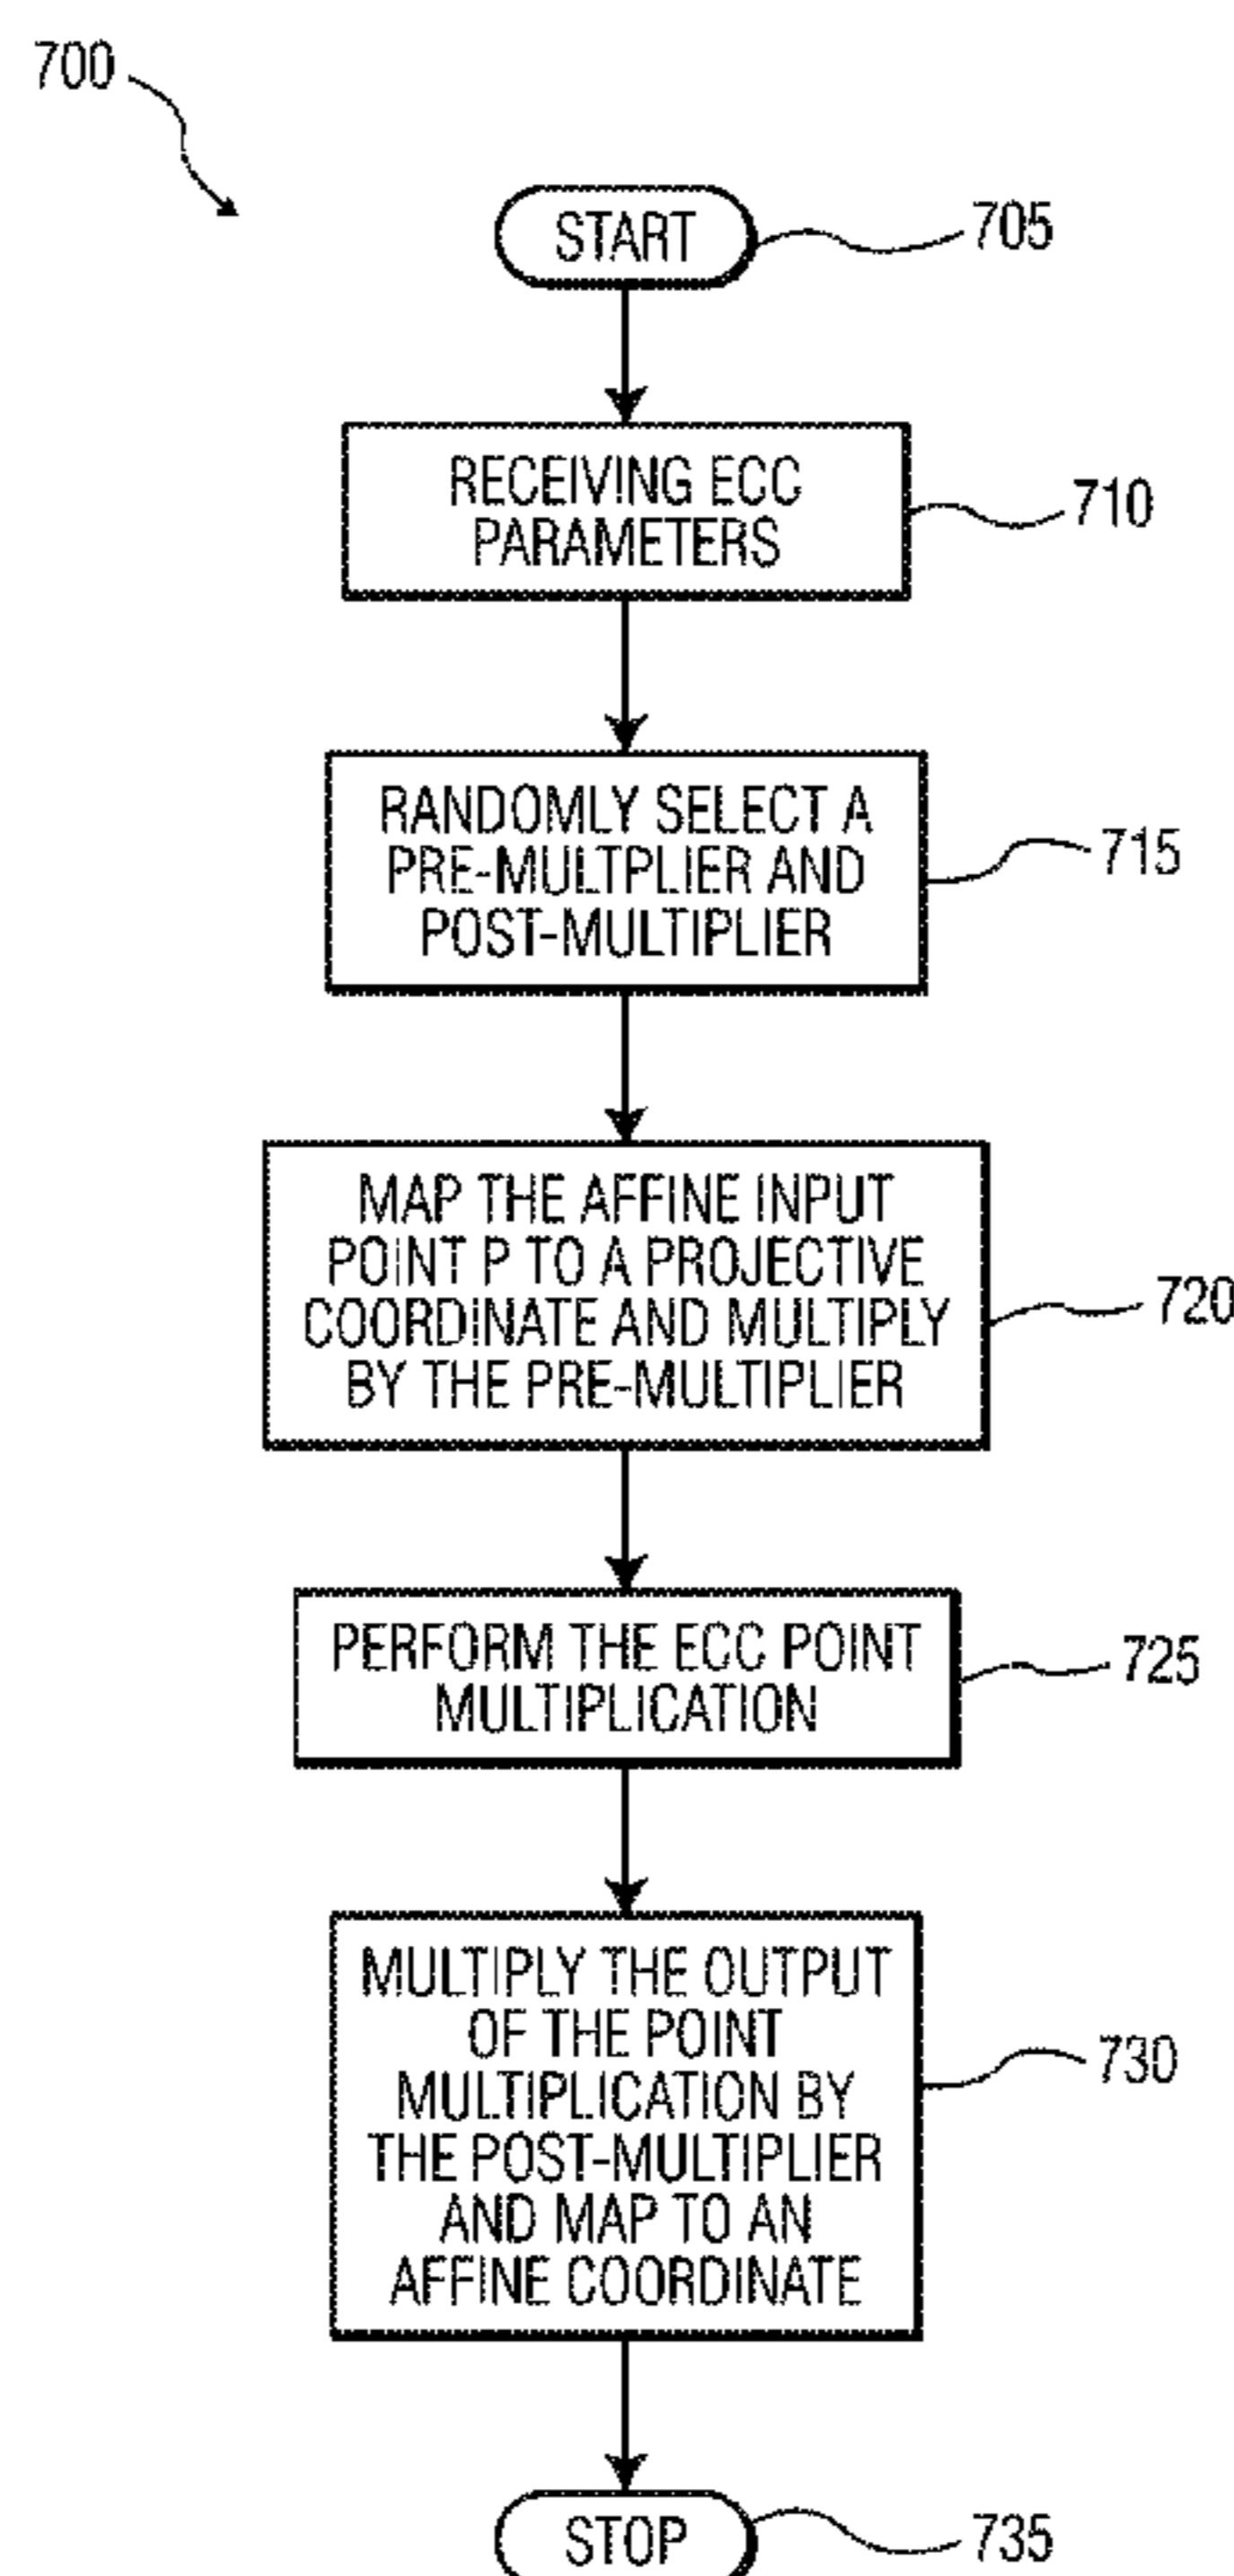 700
START
705
RECEIVING ECC
PARAMETERS
710
RANDOMLY SELECT A
PRE-MULTPLIER AND
POST-MULTIPLIER
715
MAP THE AFFINE INPUT
POINT P TO A PROJECTIVE
COORDINATE AND MULTIPLY
BY THE PRE-MULTIPLIER
720
PERFORM THE ECC POINT
MULTIPLICATION
725
MULTIPLY THE OUTPUT
OF THE POINT
MULTIPLICATION BY
THE POST-MULTIPLIER
AND MAP TO AN
AFFINE COORDINATE
730
STOP
735